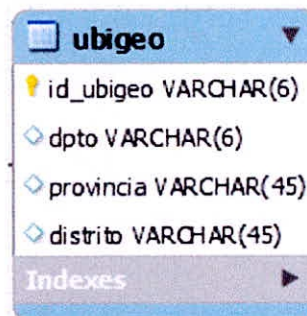 ubigeo
id_ubigeo VARCHAR(6)
dpto VARCHAR(6)
provincia VARCHAR(45)
distrito VARCHAR(45)
Indexes